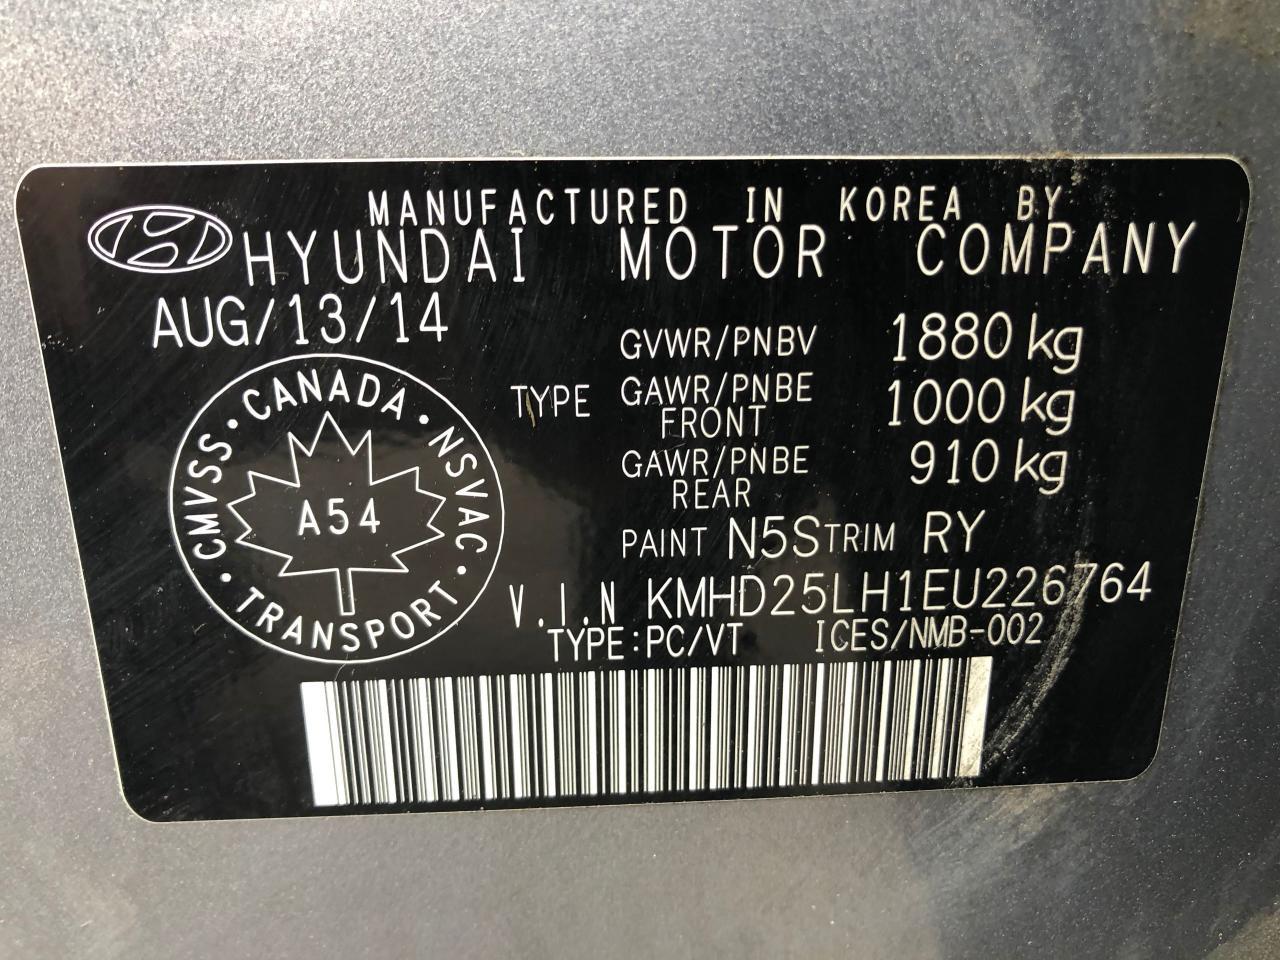 MANUFACTURED IN KOREA BY
HYUNDAI MOTOR COMPANY
AUG/13/14
GVWR/PNBV 1880 kg
TYPE GAWR/PNBE FRONT 1000 kg
GAWR/PNBE REAR 910 kg
PAINT N5S TRIM RY
V.I.N KMHD25LH1EU226764
TYPE:PC/VT ICES/NMB-002
CANADA · NSVAC · TRANSPORT · CMVSS ·
A54